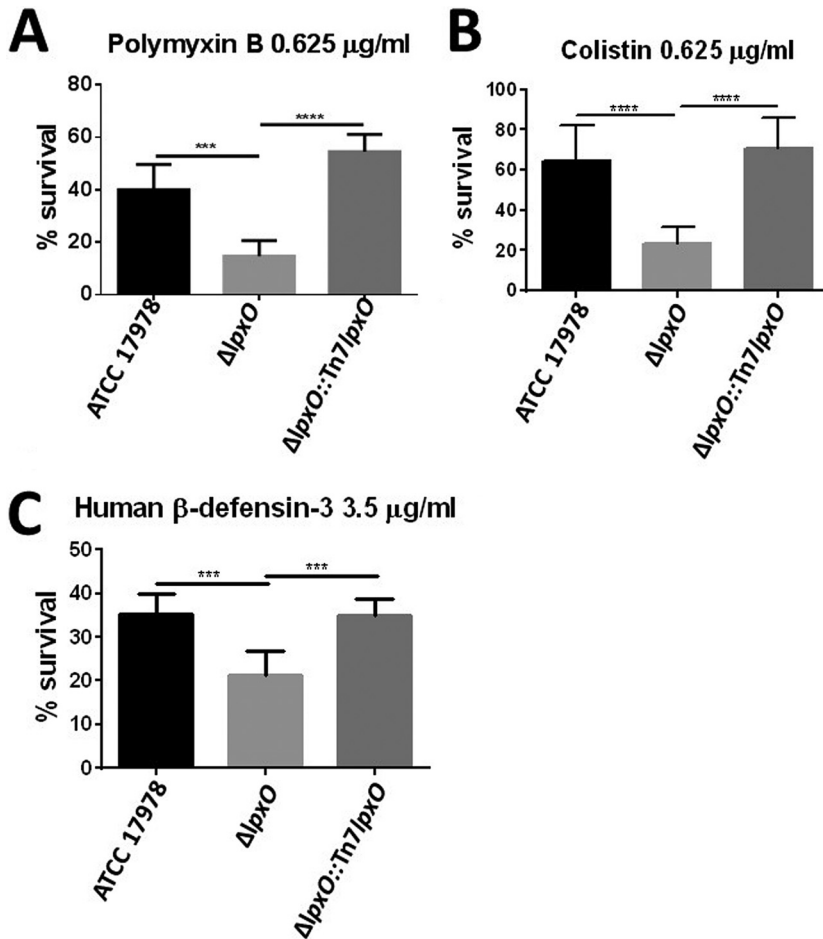 A
Polymyxin B 0.625 μg/ml
% survival
80
60
40
20
0
***
****
ATCC 17978
ΔlpxO
ΔlpxO::Tn7lpxO
B
Colistin 0.625 μg/ml
% survival
100
80
60
40
20
0
****
****
ATCC 17978
ΔlpxO
ΔlpxO::Tn7lpxO
C
Human β-defensin-3 3.5 μg/ml
% survival
50
40
30
20
10
0
***
***
ATCC 17978
ΔlpxO
ΔlpxO::Tn7lpxO